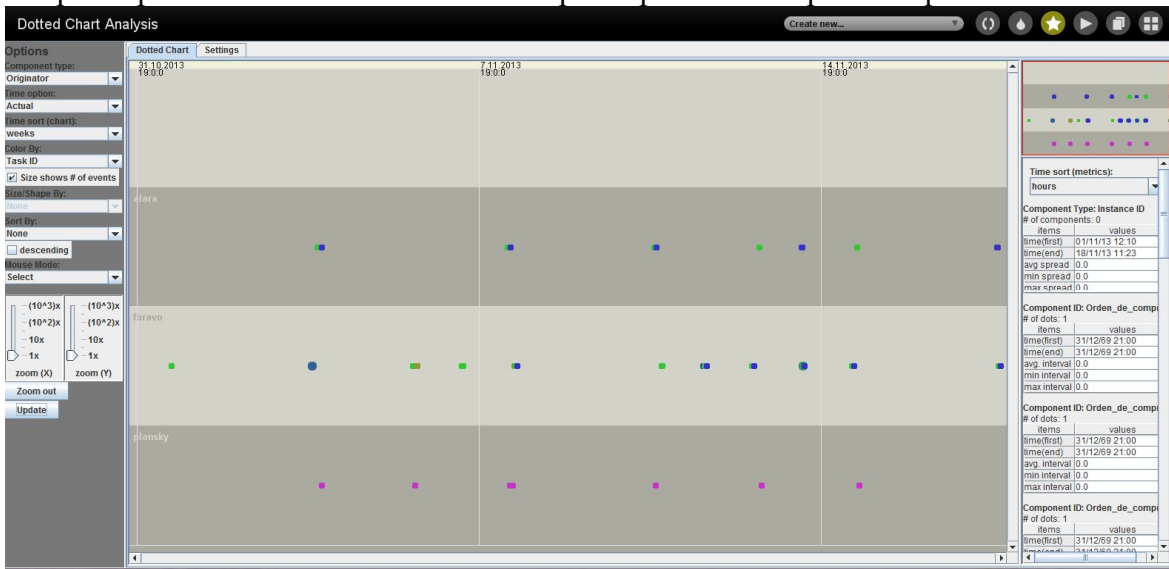 Dotted Chart Analysis
Create new...
Options
Component type:
Originator
Time option:
Actual
Time sort (chart):
weeks
Color By:
Task ID
Size shows # of events
Size/Shape By:
None
Sort By:
None
descending
Mouse Mode:
Select
(10^3)x (10^3)x
(10^2)x (10^2)x
10x 10x
1x 1x
zoom (X) zoom (Y)
Zoom out
Update
Dotted Chart Settings
31.10.2013 7.11.2013 14.11.2013
19:0:0 19:0:0 19:0:0
alara
fbravo
plansky
Time sort (metrics):
hours
Component Type: Instance ID
# of components: 0
items values
time(first) 01/11/13 12:10
time(end) 18/11/13 11:23
avg spread 0.0
min spread 0.0
max spread 0.0
Component ID: Orden_de_compr
# of dots: 1
items values
time(first) 31/12/69 21:00
time(end) 31/12/69 21:00
avg. interval 0.0
min interval 0.0
max interval 0.0
Component ID: Orden_de_compr
# of dots: 1
items values
time(first) 31/12/69 21:00
time(end) 31/12/69 21:00
avg. interval 0.0
min interval 0.0
max interval 0.0
Component ID: Orden_de_compr
# of dots: 1
items values
time(first) 31/12/69 21:00
time(end) 31/12/69 21:00